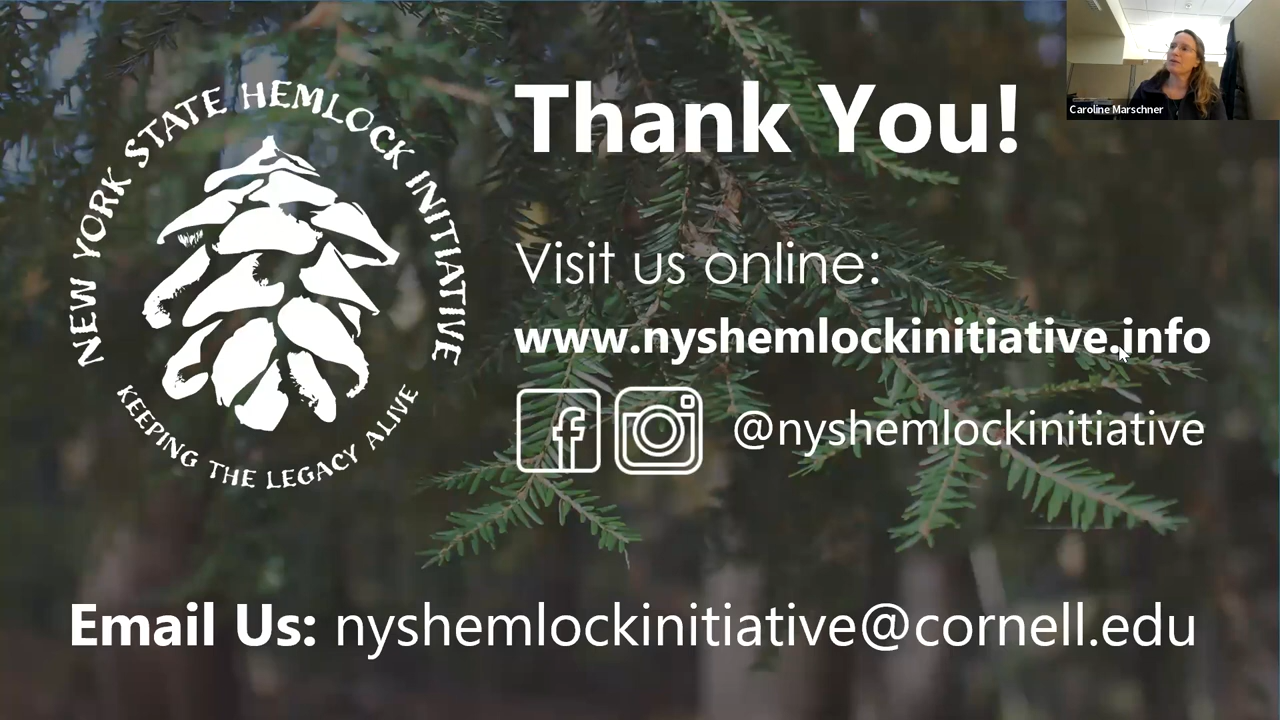 NEW YORK STATE HEMLOCK INITIATIVE
KEEPING THE LEGACY ALIVE
Thank You!
Visit us online:
www.nyshemlockinitiative.info
@nyshemlockinitiative
Email Us: nyshemlockinitiative@cornell.edu
Caroline Marschner